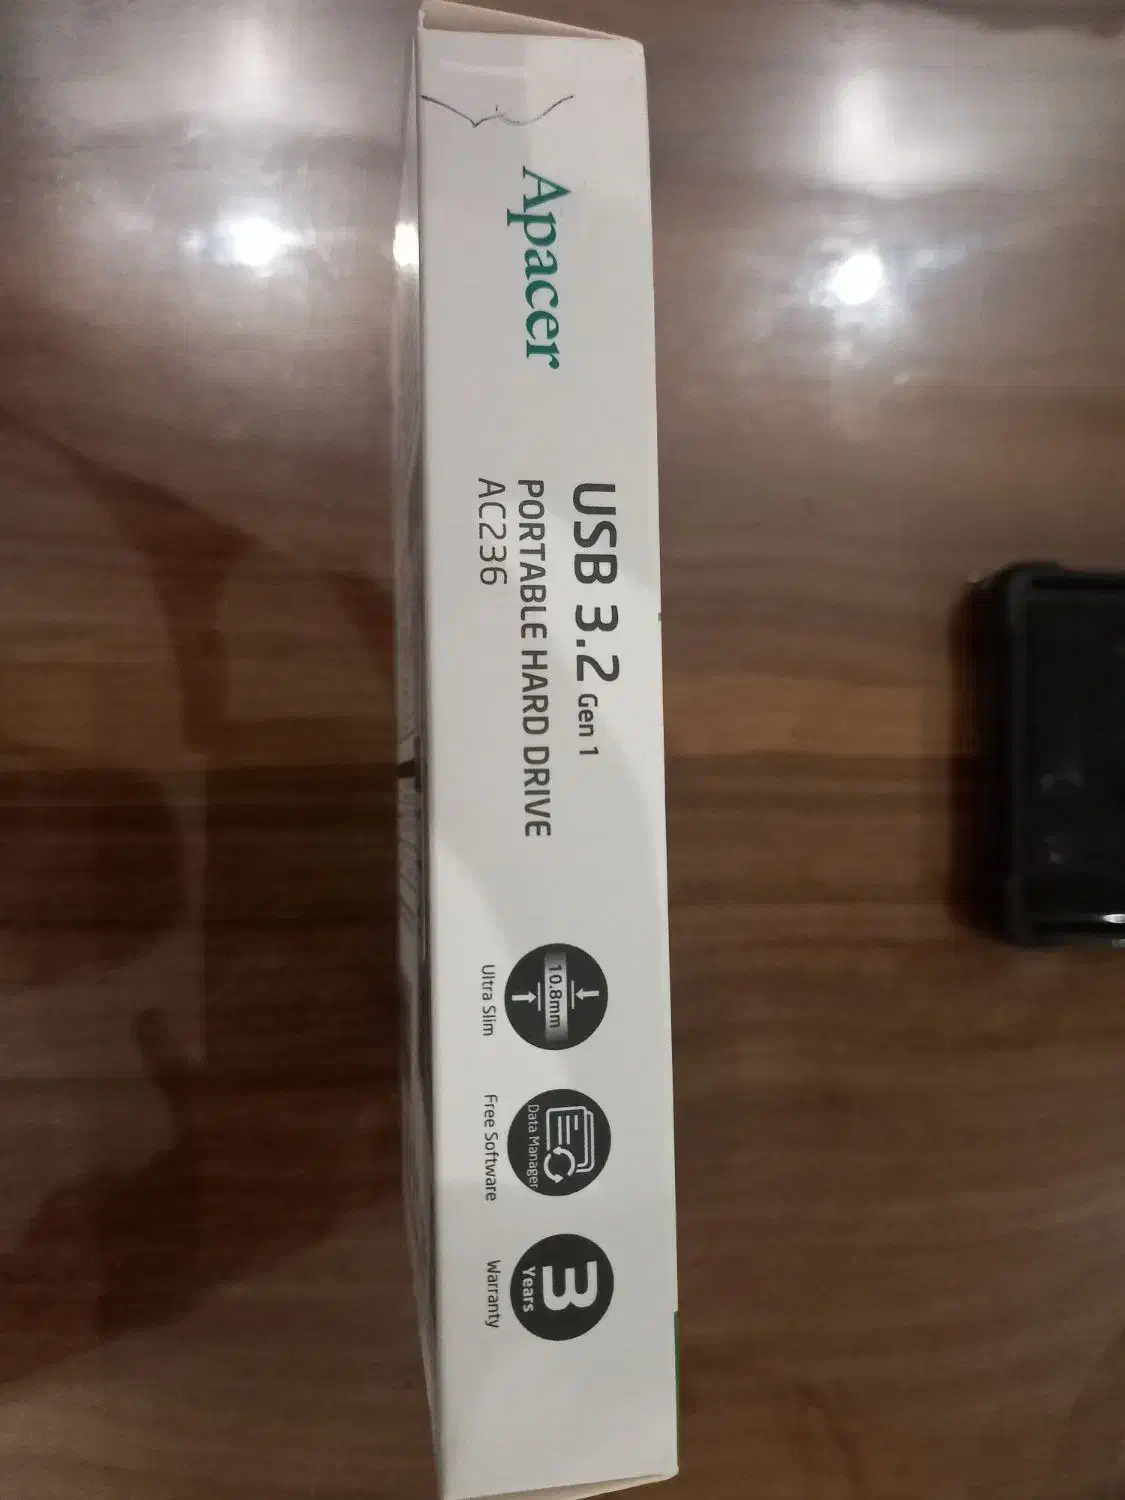 Apacer
USB 3.2 Gen 1
PORTABLE HARD DRIVE
AC236
10.8mm
Ultra Slim
Data Manager
Free Software
3
Years
Warranty